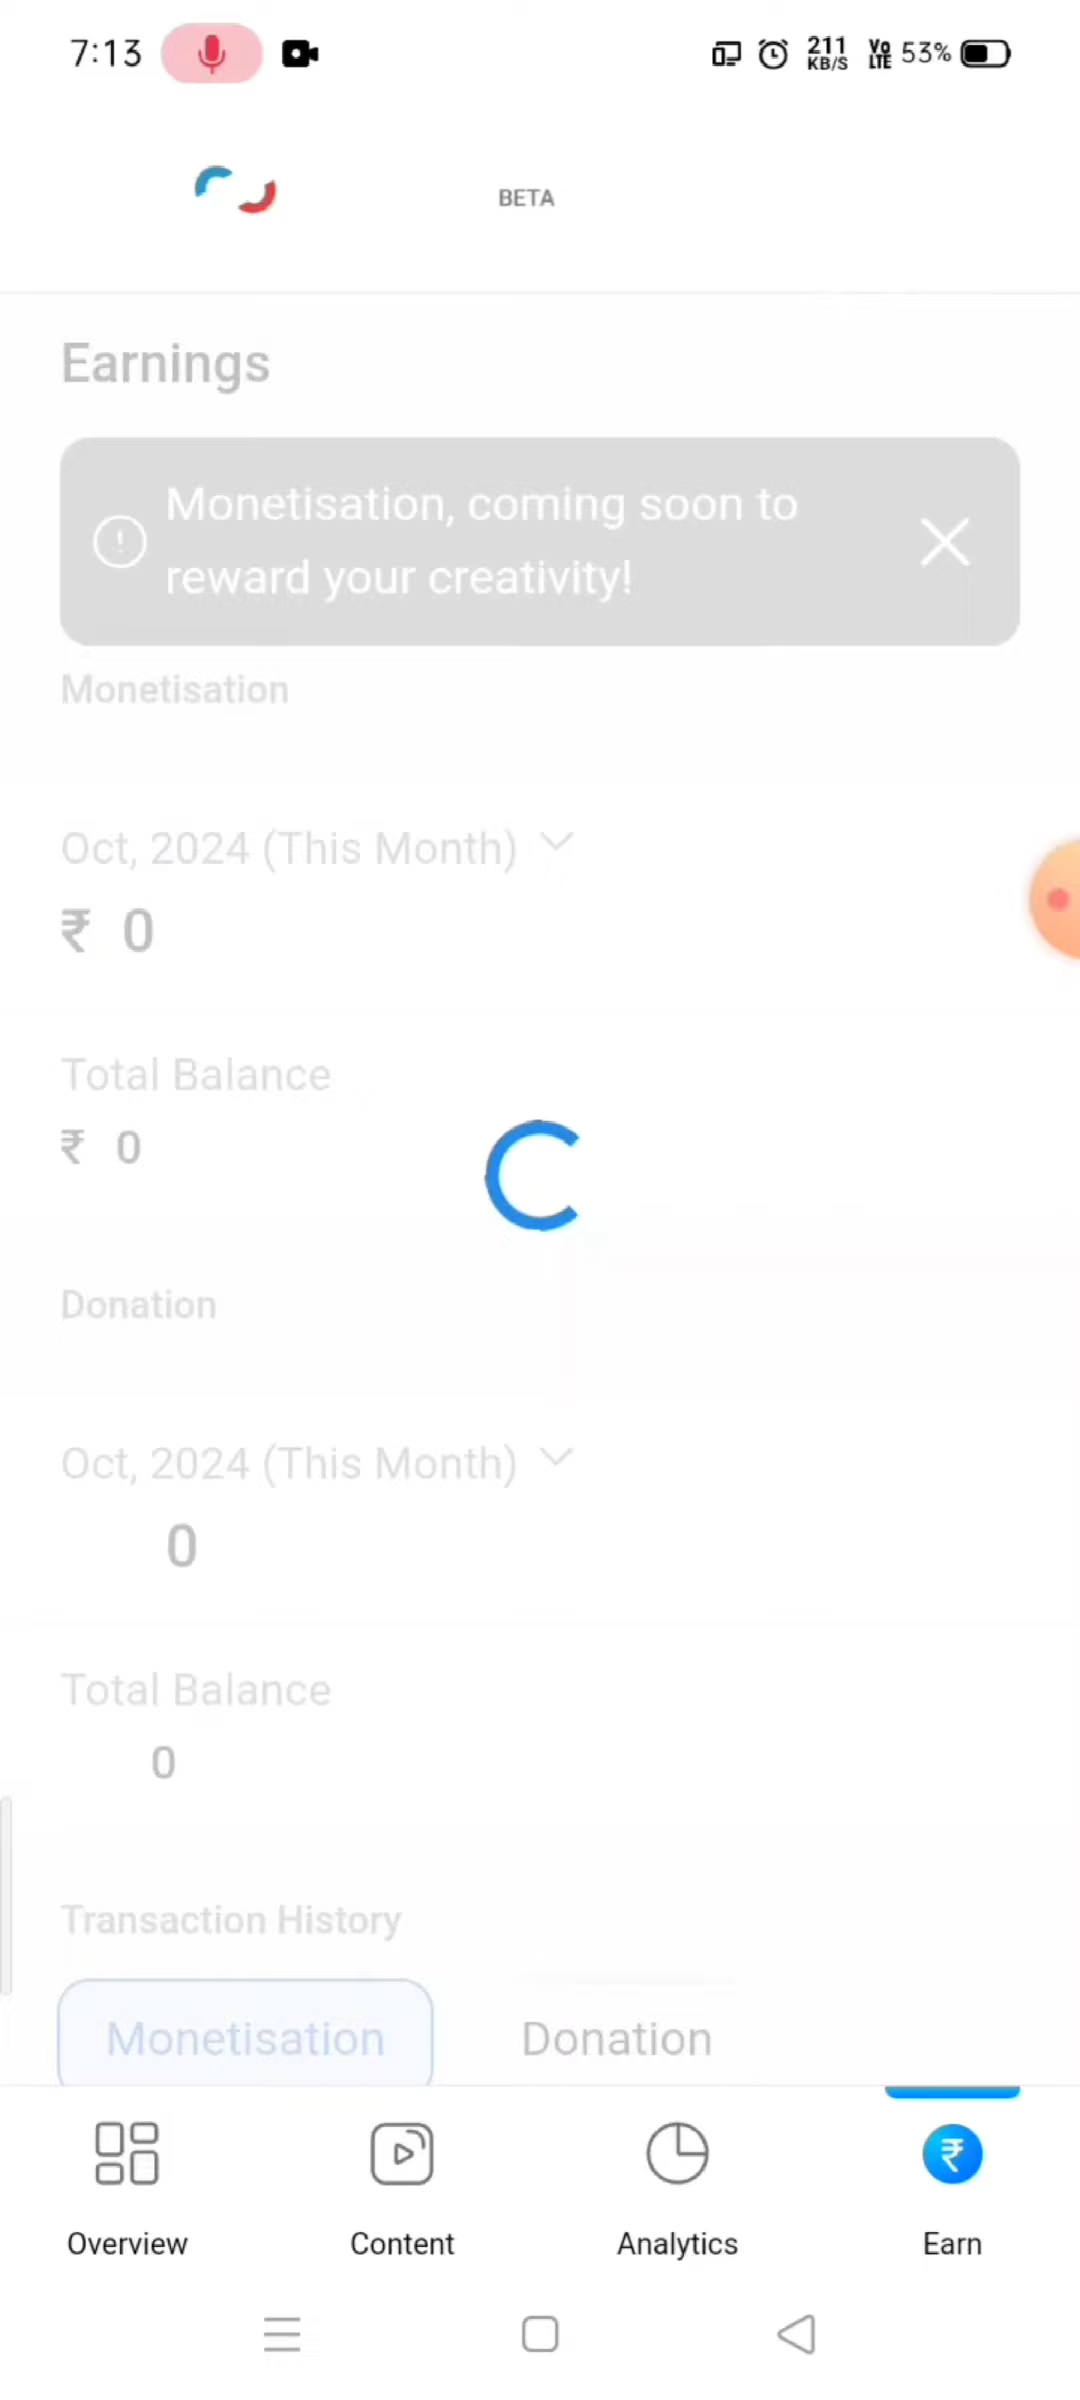 7:13
211
KB/S
Vo
LTE
53%
BETA
Earnings
Monetisation, coming soon to
reward your creativity!
Monetisation
Oct, 2024 (This Month)
₹ 0
Total Balance
₹ 0
Donation
Oct, 2024 (This Month)
0
Total Balance
0
Transaction History
Monetisation Donation
₹
Overview Content Analytics Earn